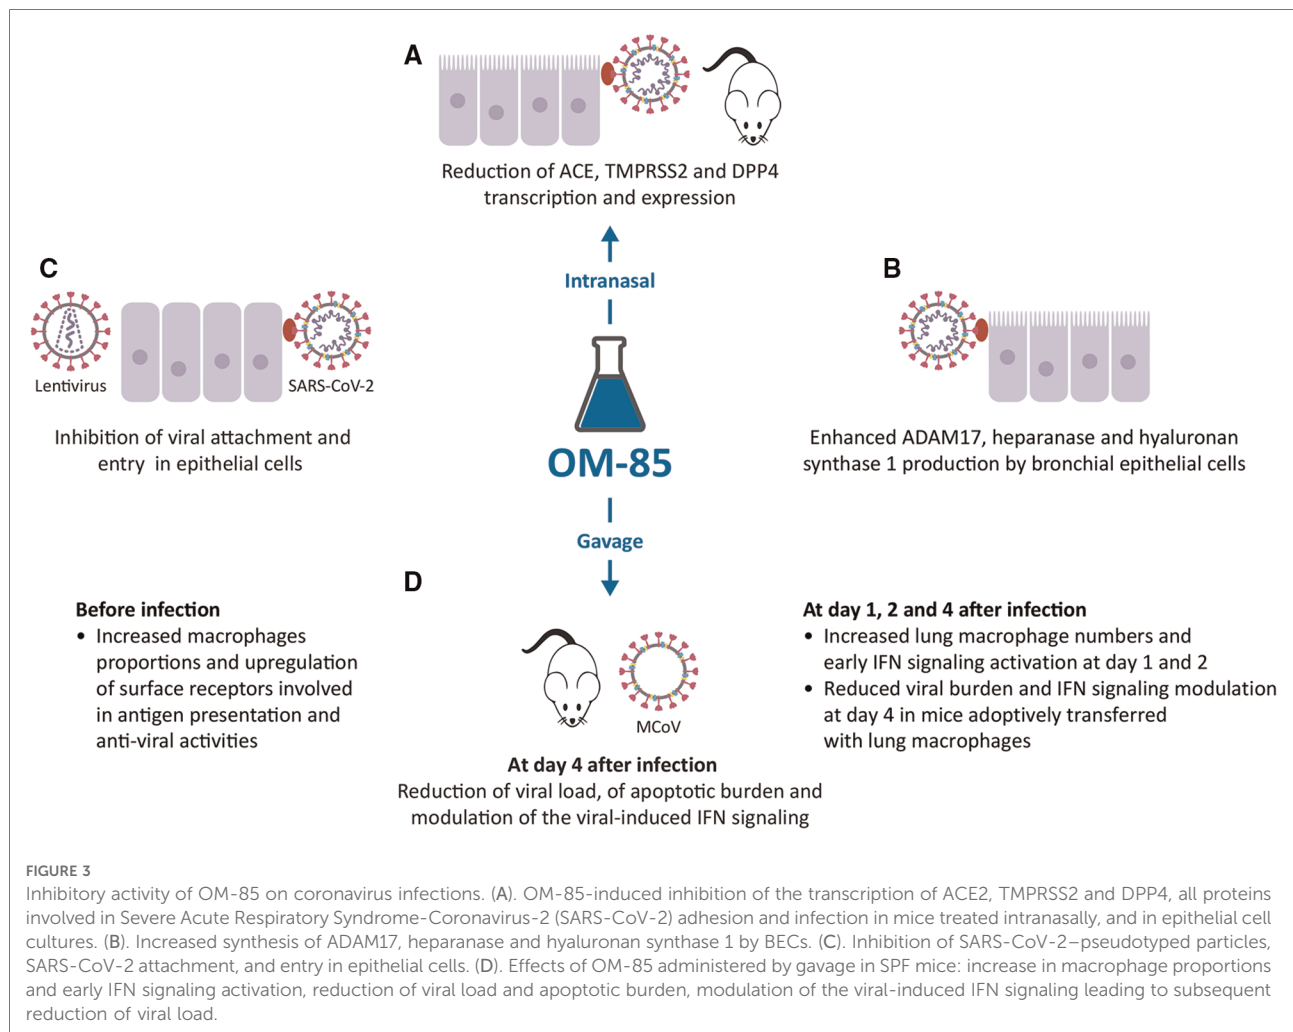 A
Reduction of ACE, TMPRSS2 and DPP4
transcription and expression
C
Lentivirus
SARS-CoV-2
Inhibition of viral attachment and
entry in epithelial cells
Intranasal
OM-85
Gavage
B
Enhanced ADAM17, heparanase and hyaluronan
synthase 1 production by bronchial epithelial cells
D
Before infection
• Increased macrophages
proportions and upregulation
of surface receptors involved
in antigen presentation and
anti-viral activities
MCoV
At day 4 after infection
Reduction of viral load, of apoptotic burden and
modulation of the viral-induced IFN signaling
At day 1, 2 and 4 after infection
• Increased lung macrophage numbers and
early IFN signaling activation at day 1 and 2
• Reduced viral burden and IFN signaling modulation
at day 4 in mice adoptively transferred
with lung macrophages
FIGURE 3
Inhibitory activity of OM-85 on coronavirus infections. (A). OM-85-induced inhibition of the transcription of ACE2, TMPRSS2 and DPP4, all proteins
involved in Severe Acute Respiratory Syndrome-Coronavirus-2 (SARS-CoV-2) adhesion and infection in mice treated intranasally, and in epithelial cell
cultures. (B). Increased synthesis of ADAM17, heparanase and hyaluronan synthase 1 by BECs. (C). Inhibition of SARS-CoV-2–pseudotyped particles,
SARS-CoV-2 attachment, and entry in epithelial cells. (D). Effects of OM-85 administered by gavage in SPF mice: increase in macrophage proportions
and early IFN signaling activation, reduction of viral load and apoptotic burden, modulation of the viral-induced IFN signaling leading to subsequent
reduction of viral load.